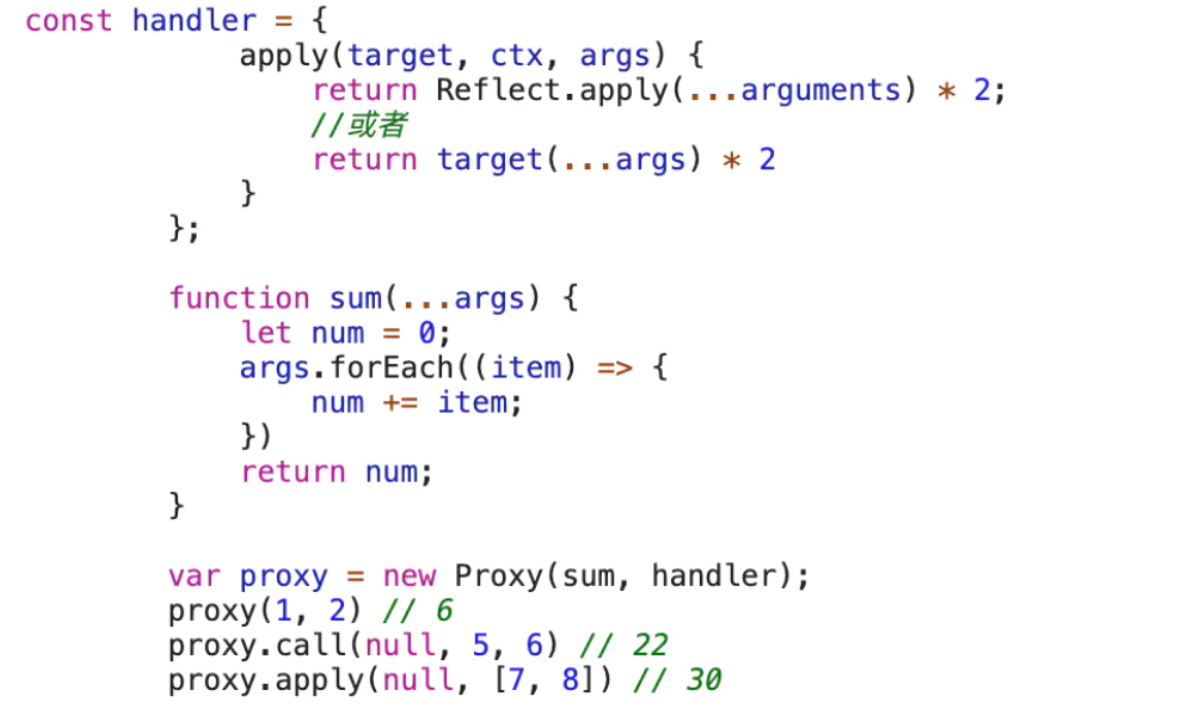 const handler = {
apply(target, ctx, args) {
return Reflect.apply(...arguments) * 2;
//或者
return target(...args) * 2
}
};
function sum(...args) {
let num = 0;
args.forEach((item) => {
num += item;
})
return num;
}
var proxy = new Proxy(sum, handler);
proxy(1, 2) // 6
proxy.call(null, 5, 6) // 22
proxy.apply(null, [7, 8]) // 30